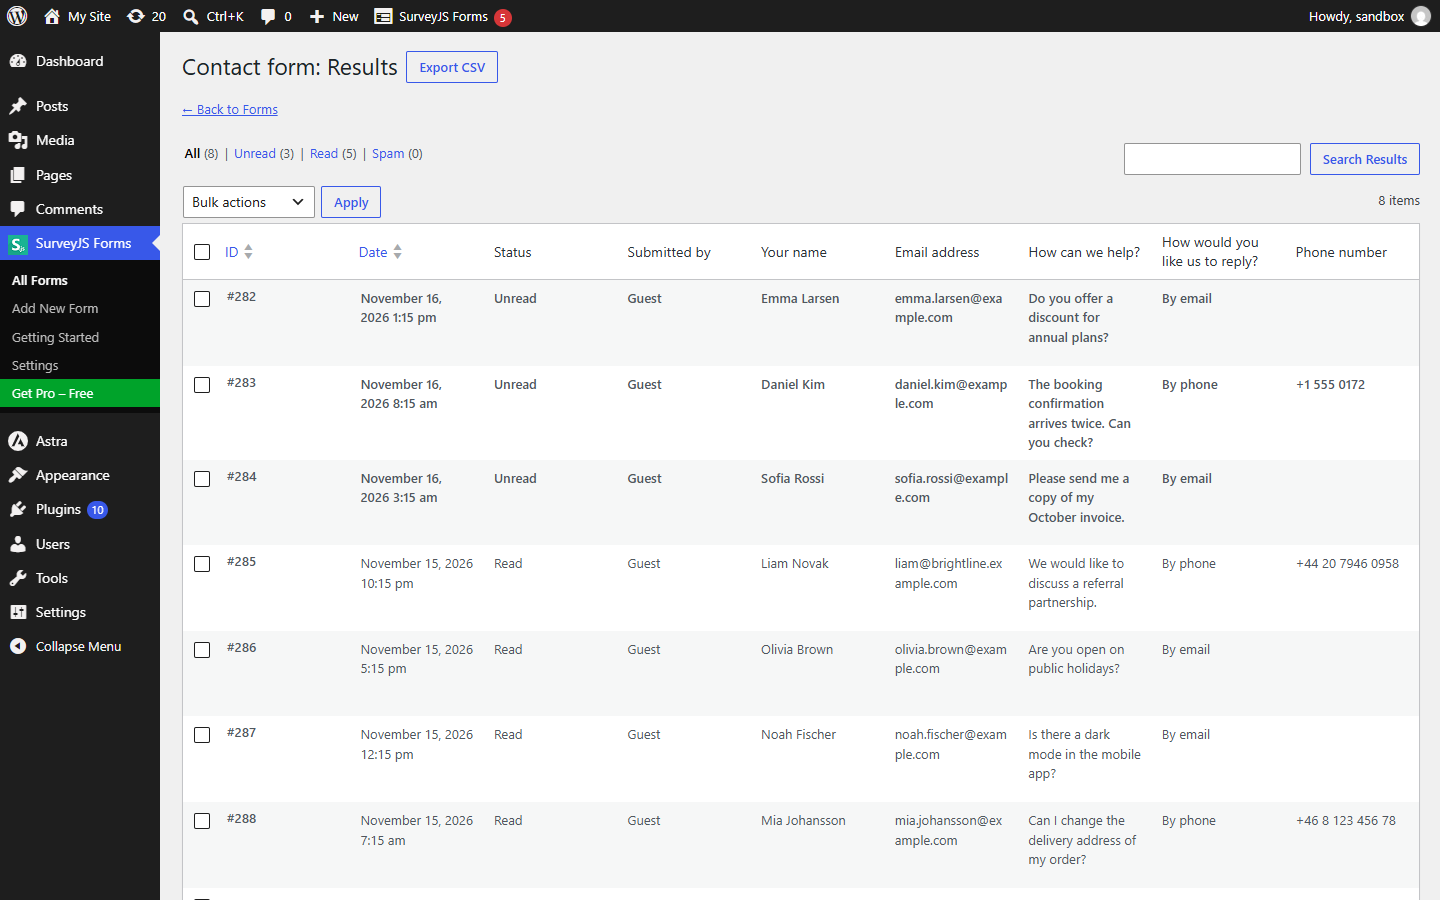 My Site 20 Ctrl+K 0 New SurveyJS Forms 5 Howdy, sandbox
Dashboard
Posts
Media
Pages
Comments
SurveyJS Forms
All Forms
Add New Form
Getting Started
Settings
Get Pro – Free
Astra
Appearance
Plugins 10
Users
Tools
Settings
Collapse Menu
Contact form: Results Export CSV
← Back to Forms
All (8) | Unread (3) | Read (5) | Spam (0)
Search Results
Bulk actions Apply
8 items
ID Date Status Submitted by Your name Email address How can we help? How would you like us to reply? Phone number
#282
November 16,
2026 1:15 pm
Unread
Guest
Emma Larsen
emma.larsen@exa
mple.com
Do you offer a
discount for
annual plans?
By email
#283
November 16,
2026 8:15 am
Unread
Guest
Daniel Kim
daniel.kim@examp
le.com
The booking
confirmation
arrives twice. Can
you check?
By phone
+1 555 0172
#284
November 16,
2026 3:15 am
Unread
Guest
Sofia Rossi
sofia.rossi@exampl
e.com
Please send me a
copy of my
October invoice.
By email
#285
November 15, 2026
10:15 pm
Read
Guest
Liam Novak
liam@brightline.ex
ample.com
We would like to
discuss a referral
partnership.
By phone
+44 20 7946 0958
#286
November 15, 2026
5:15 pm
Read
Guest
Olivia Brown
olivia.brown@exam
ple.com
Are you open on
public holidays?
By email
#287
November 15, 2026
12:15 pm
Read
Guest
Noah Fischer
noah.fischer@exam
ple.com
Is there a dark
mode in the mobile
app?
By email
#288
November 15, 2026
7:15 am
Read
Guest
Mia Johansson
mia.johansson@ex
ample.com
Can I change the
delivery address of
my order?
By phone
+46 8 123 456 78